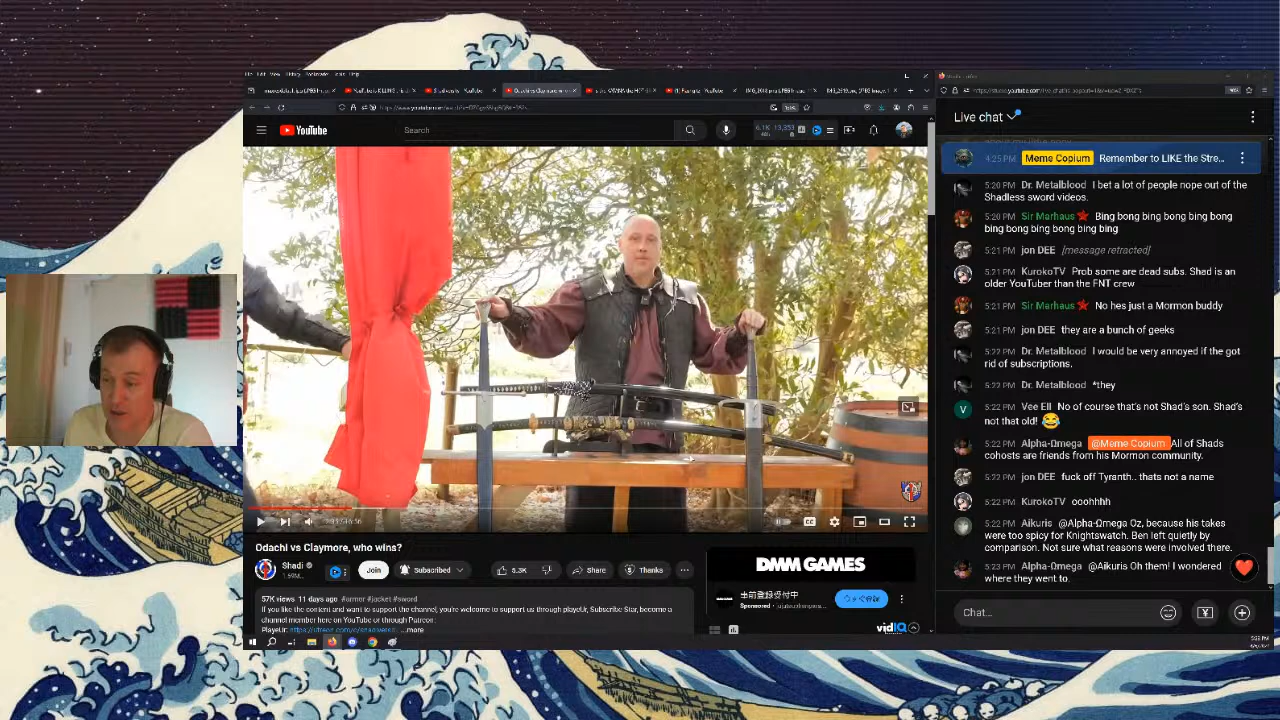 YouTube
Search
Live chat
4:25 PM Meme Copium Remember to LIKE the Stre...
5:20 PM Dr. Metalblood I bet a lot of people nope out of the
Shadless sword videos.
5:20 PM Sir Marhaus Bing bong bing bong bing bong
bing bong bing bong bing bing
5:21 PM jon DEE [message retracted]
5:21 PM KurokoTV Prob some are dead subs. Shad is an
older YouTuber than the FNT crew
5:21 PM Sir Marhaus No hes just a Mormon buddy
5:21 PM jon DEE they are a bunch of geeks
5:22 PM Dr. Metalblood I would be very annoyed if the got
rid of subscriptions.
5:22 PM Dr. Metalblood *they
5:22 PM Vee Ell No of course that's not Shad's son. Shad's
not that old!
5:22 PM Alpha-Ωmega @Meme Copium All of Shads
cohosts are friends from his Mormon community.
5:22 PM jon DEE fuck off Tyranth.. thats not a name
5:22 PM KurokoTV ooohhhh
5:22 PM Aikuris @Alpha-Ωmega Oz, because his takes
were too spicy for Knightswatch. Ben left quietly by
comparison. Not sure what reasons were involved there.
5:23 PM Alpha-Ωmega @Aikuris Oh them! I wondered
where they went to.
Chat...
Odachi vs Claymore, who wins?
Shadi
Join
Subscribed
5.3K
Share
Thanks
57K views 11 days ago #armor #jacket #sword
If you like the content and want to support the channel, you're welcome to support us through playeUr, Subscribe Star, become a
channel member here on YouTube or through Patreon:
...more
DMM GAMES
Sponsored
vidIQ